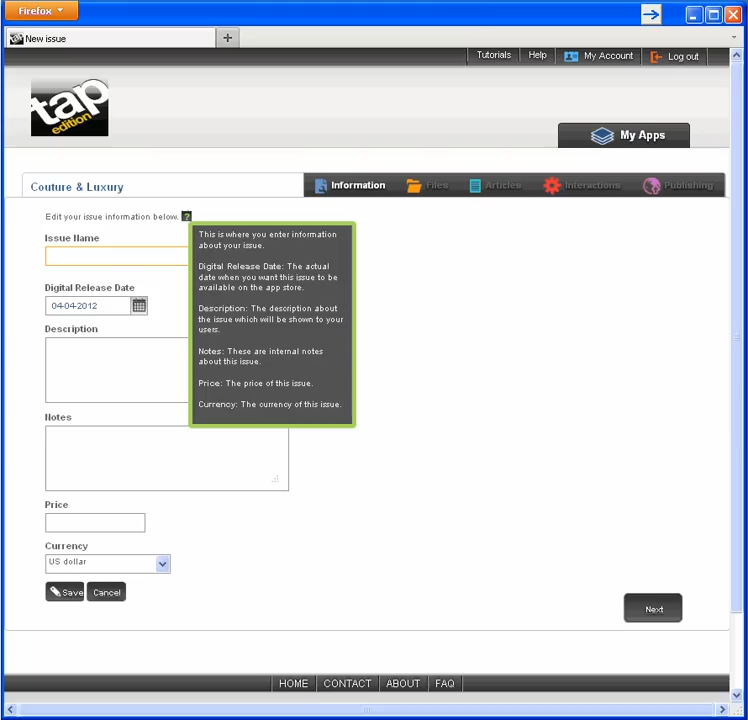 Firefox
New issue
Tutorials
Help
My Account
Log out
tap
edition
My Apps
Couture & Luxury
Information
Files
Articles
Interactions
Publishing
Edit your issue information below. ?
Issue Name
This is where you enter information
about your issue.
Digital Release Date: The actual
date when you want this issue to be
available on the app store.
Description: The description about
the issue which will be shown to your
users.
Notes: These are internal notes
about this issue.
Price: The price of this issue.
Currency: The currency of this issue.
Digital Release Date
04-04-2012
Description
Notes
Price
Currency
US dollar
Save
Cancel
Next
HOME
CONTACT
ABOUT
FAQ